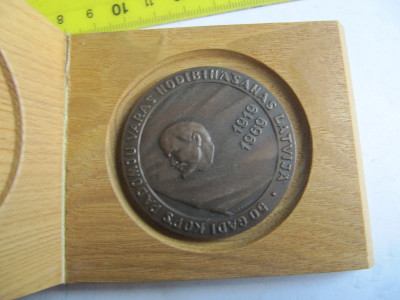 50 GADI KOPŠ PADOMJU VARAS NODIBINĀŠANAS LATVIJĀ
1919
1969
8 9 10